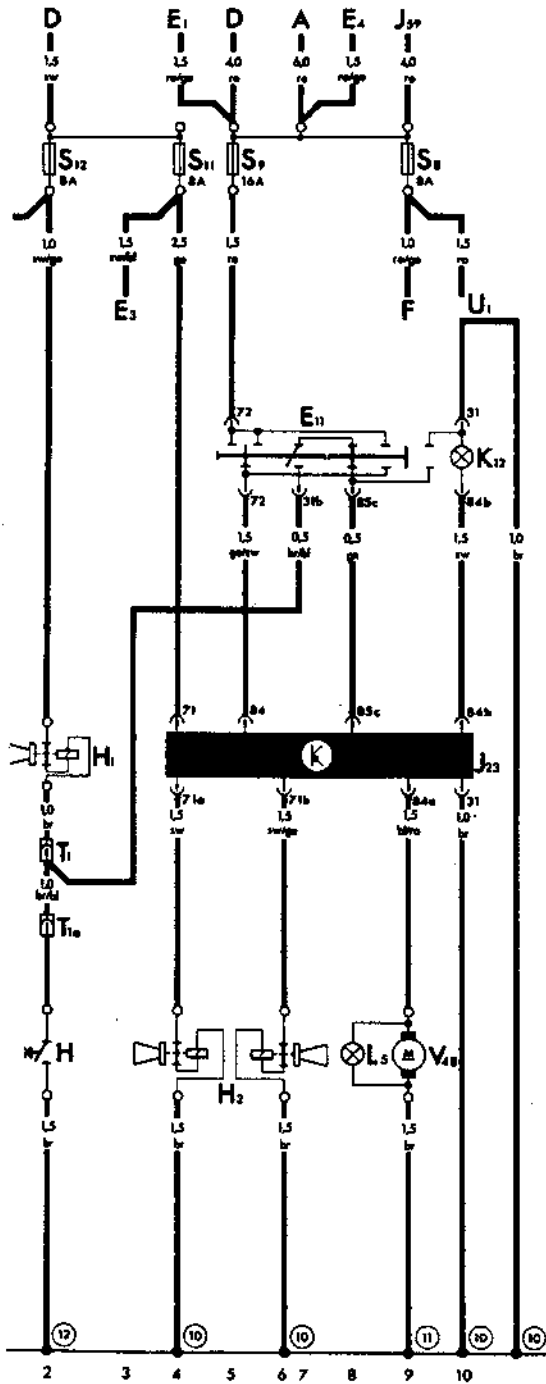 D E₁ D A E₄ J₅₉
1,5 1,5 4,0 6,0 1,5 4,0
sw ro/ge ro ro ro/ge ro
S₁₂ S₁₁ S₉ S₈
8A 8A 16A 8A
1,0 1,5 2,5 1,5 1,0 1,5
sw/ge sw/bl ge ro ro/ge ro
E₃ F U₁
72 E₁₁ 31
K₁₂
72 31b 85c 84b
1,5 0,5 0,5 1,5 1,0
ge/sw br/bl gn sw br
71 84 85c 84b
H₁ K J₂₃
71a 71b 84a 31
1,0 1,5 1,5 1,5 1,0
br sw sw/ge bl/ro br
T₁
1,0
br/bl
T₁ₐ
H H₂ L₅ M V₄₈
1,5 1,5 1,5 1,5
br br br br
12 10 10 11 10 10
2 3 4 5 6 7 8 9 10